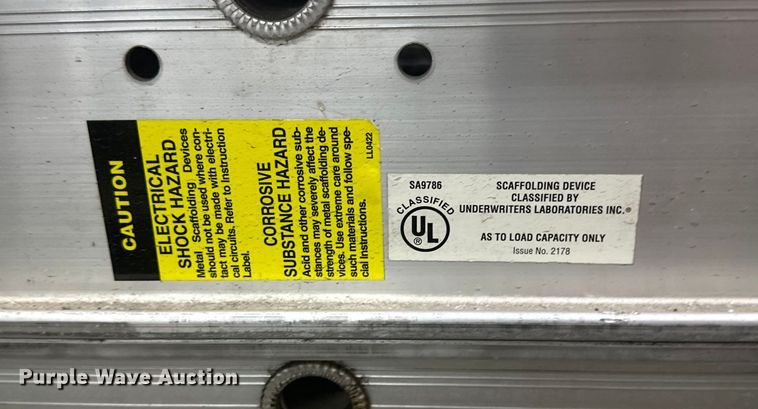 CAUTION
ELECTRICAL
SHOCK HAZARD
Metal Scaffolding Devices
should not be used where con-
tact may be made with electri-
cal circuits. Refer to Instruction
Label.
CORROSIVE
SUBSTANCE HAZARD
Acid and other corrosive sub-
stances may severely affect the
strength of metal scaffolding de-
vices. Use extreme care around
such materials and follow spe-
cial Instructions.
LL0422
SA9786
CLASSIFIED
UL
®
SCAFFOLDING DEVICE
CLASSIFIED BY
UNDERWRITERS LABORATORIES INC.®
AS TO LOAD CAPACITY ONLY
Issue No. 2178
Purple Wave Auction